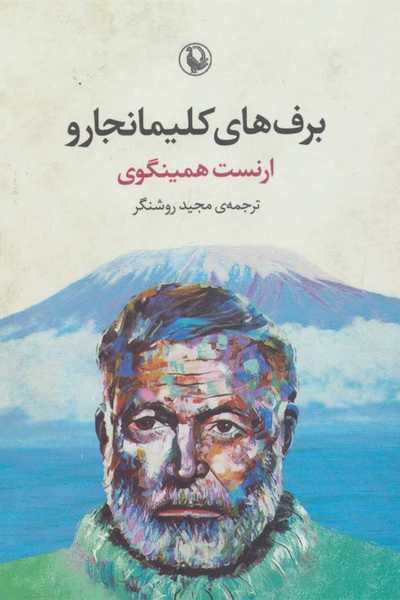 برف‌های کلیمانجارو
ارنست همینگوی
ترجمه‌ی مجید روشنگر